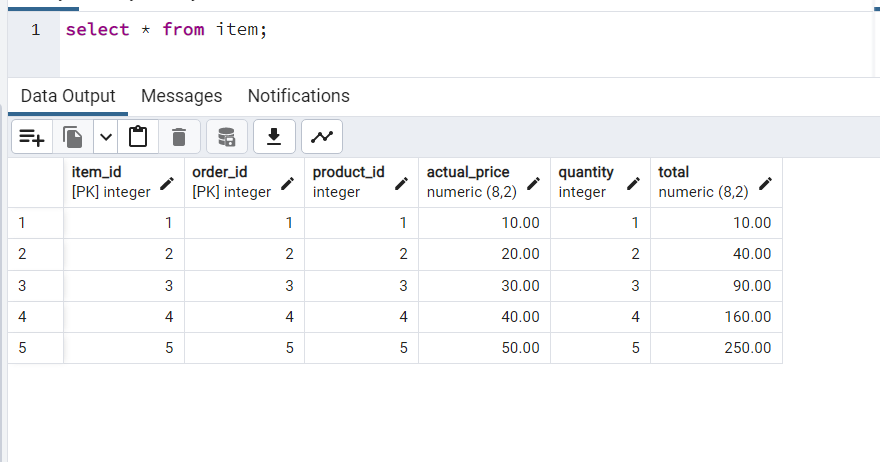 1 select * from item;
Data Output Messages Notifications
item_id order_id product_id actual_price quantity total
[PK] integer [PK] integer integer numeric (8,2) integer numeric (8,2)
1 1 1 1 10.00 1 10.00
2 2 2 2 20.00 2 40.00
3 3 3 3 30.00 3 90.00
4 4 4 4 40.00 4 160.00
5 5 5 5 50.00 5 250.00